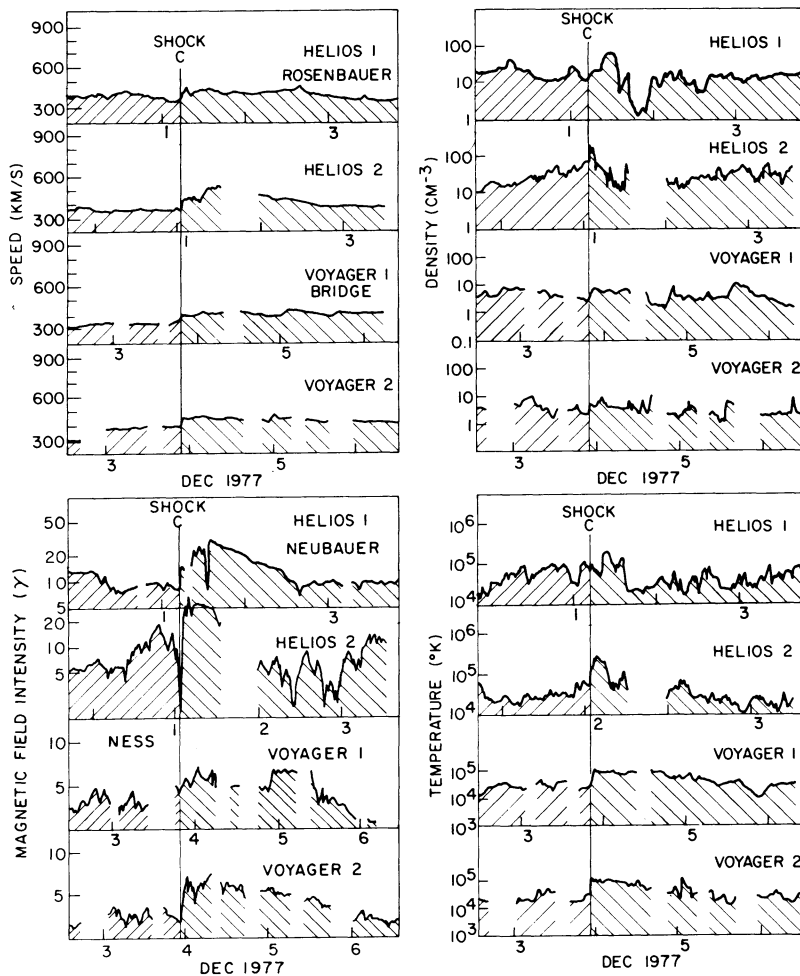 SHOCK
C
900
600
300
HELIOS 1
ROSENBAUER
1
3
900
600
300
HELIOS 2
1
3
900
600
300
VOYAGER 1
BRIDGE
3
5
900
600
300
VOYAGER 2
3
5
SPEED (KM/S)
DEC 1977
SHOCK
C
100
10
1
HELIOS 1
1
3
100
10
1
HELIOS 2
1
3
100
10
1
0.1
VOYAGER 1
3
5
100
10
1
VOYAGER 2
3
5
DENSITY (CM⁻³)
DEC 1977
SHOCK
C
50
20
10
5
HELIOS 1
NEUBAUER
1
3
20
10
5
HELIOS 2
1
2
3
NESS
10
5
VOYAGER 1
3
4
5
6
10
5
VOYAGER 2
3
4
5
6
MAGNETIC FIELD INTENSITY (γ)
DEC 1977
SHOCK
C
10⁶
10⁵
10⁴
HELIOS 1
1
3
10⁶
10⁵
10⁴
HELIOS 2
2
3
10⁵
10⁴
10³
VOYAGER 1
3
5
10⁵
10⁴
10³
VOYAGER 2
3
5
TEMPERATURE (°K)
DEC 1977